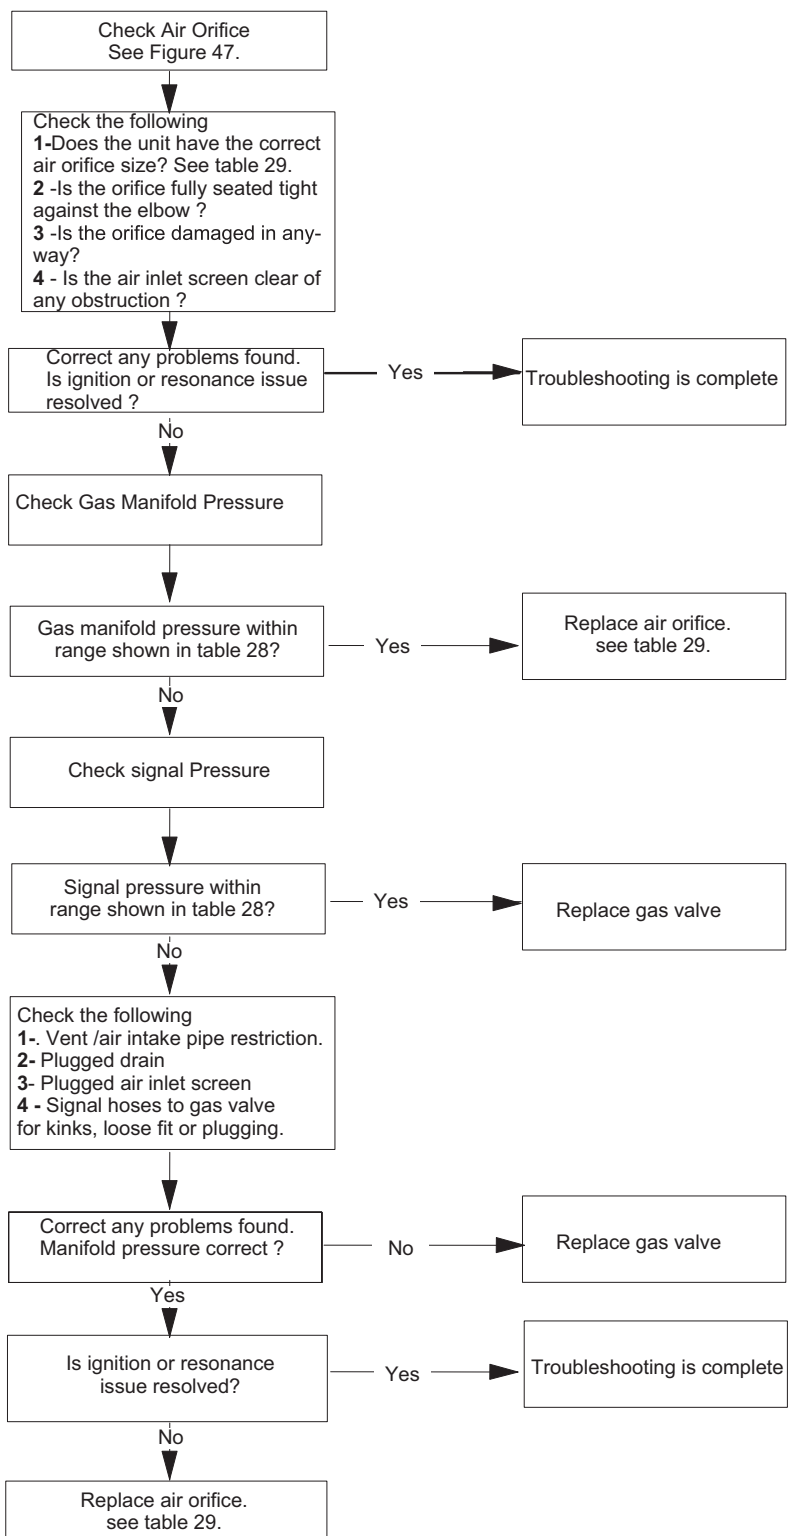 Check Air Orifice
See Figure 47.
Check the following
1-Does the unit have the correct
air orifice size? See table 29.
2 -Is the orifice fully seated tight
against the elbow ?
3 -Is the orifice damaged in any-
way?
4 - Is the air inlet screen clear of
any obstruction ?
Correct any problems found.
Is ignition or resonance issue
resolved ?
Yes
Troubleshooting is complete
No
Check Gas Manifold Pressure
Gas manifold pressure within
range shown in table 28?
Yes
Replace air orifice.
see table 29.
No
Check signal Pressure
Signal pressure within
range shown in table 28?
Yes
Replace gas valve
No
Check the following
1-. Vent /air intake pipe restriction.
2- Plugged drain
3- Plugged air inlet screen
4 - Signal hoses to gas valve
for kinks, loose fit or plugging.
Correct any problems found.
Manifold pressure correct ?
No
Replace gas valve
Yes
Is ignition or resonance
issue resolved?
Yes
Troubleshooting is complete
No
Replace air orifice.
see table 29.